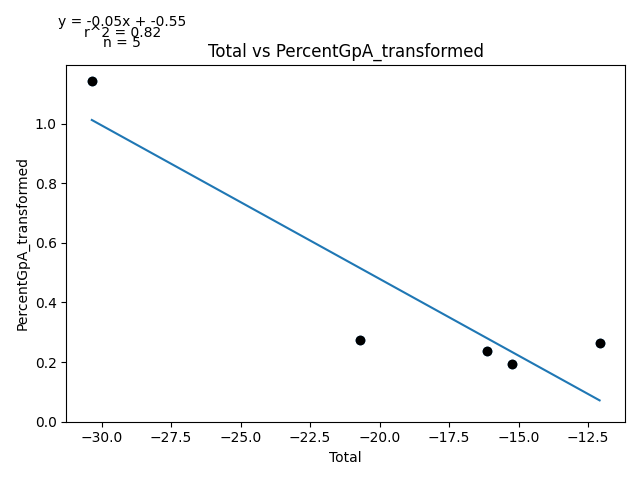 y = -0.05x + -0.55
r^2 = 0.82
n = 5
Total vs PercentGpA_transformed
PercentGpA_transformed
1.0
0.8
0.6
0.4
0.2
0.0
−30.0 −27.5 −25.0 −22.5 −20.0 −17.5 −15.0 −12.5
Total